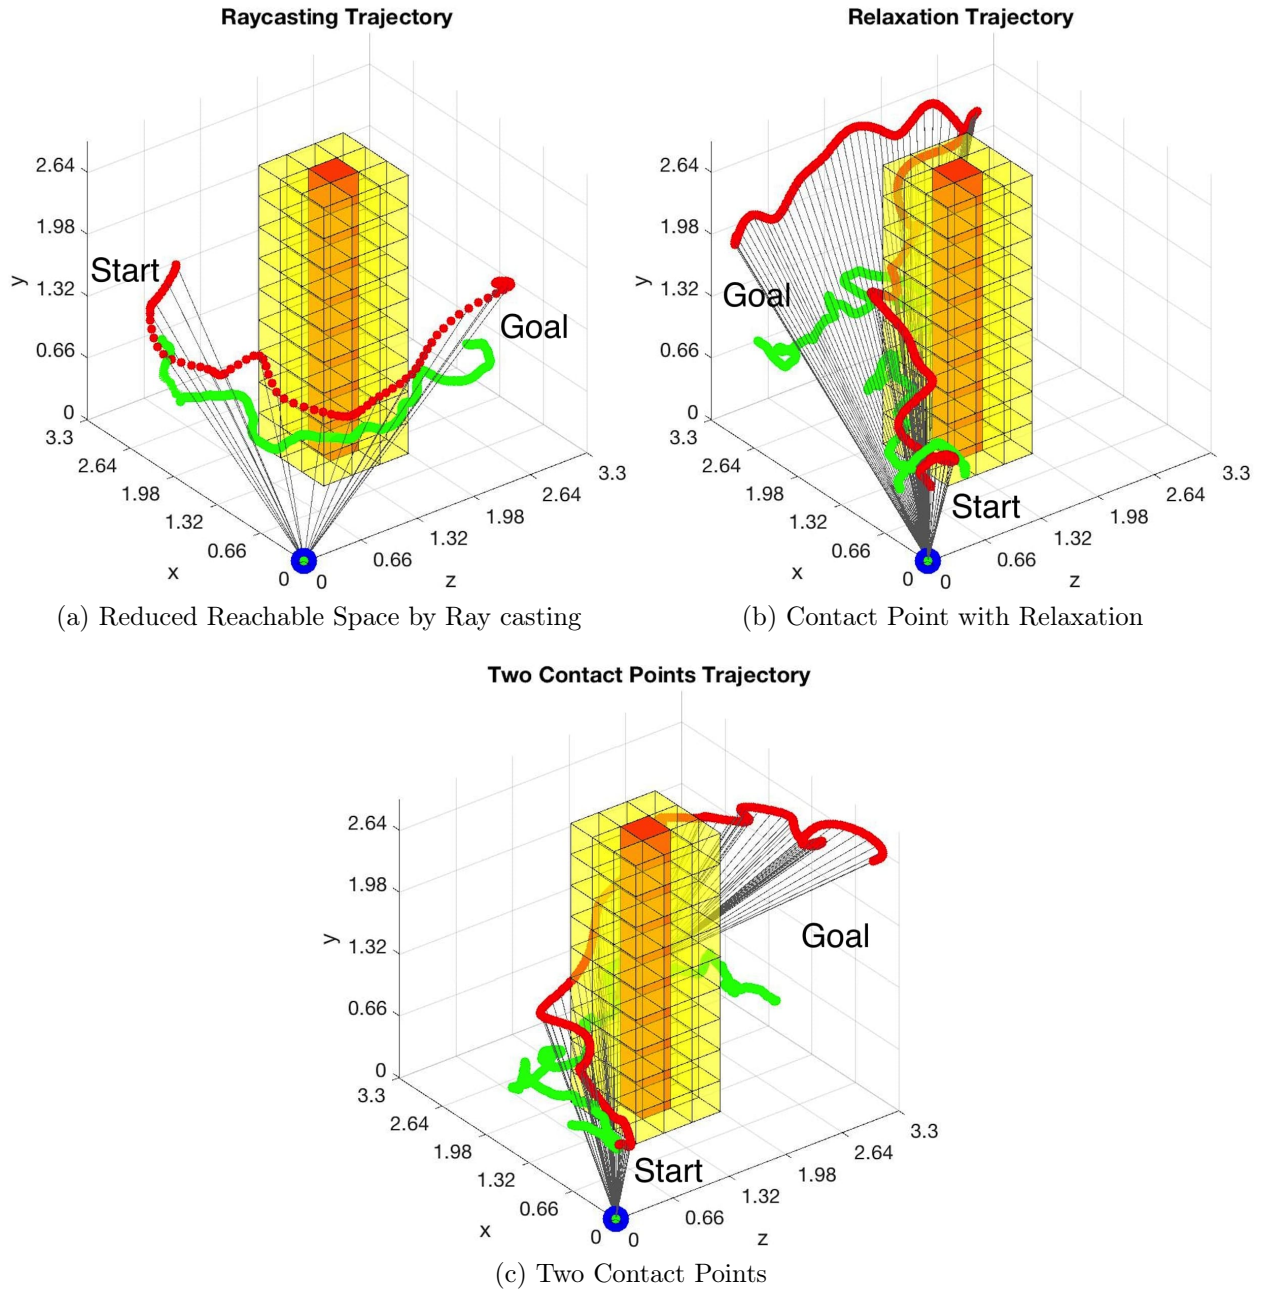 Raycasting Trajectory
2.64
1.98
1.32
0.66
0
y
3.3
2.64
1.98
1.32
0.66
0
x
0
0.66
1.32
1.98
2.64
3.3
z
Start
Goal
(a) Reduced Reachable Space by Ray casting
Relaxation Trajectory
2.64
1.98
1.32
0.66
0
y
3.3
2.64
1.98
1.32
0.66
0
x
0
0.66
1.32
1.98
2.64
3.3
z
Goal
Start
(b) Contact Point with Relaxation
Two Contact Points Trajectory
2.64
1.98
1.32
0.66
0
y
3.3
2.64
1.98
1.32
0.66
0
x
0
0.66
1.32
1.98
2.64
3.3
z
Goal
Start
(c) Two Contact Points